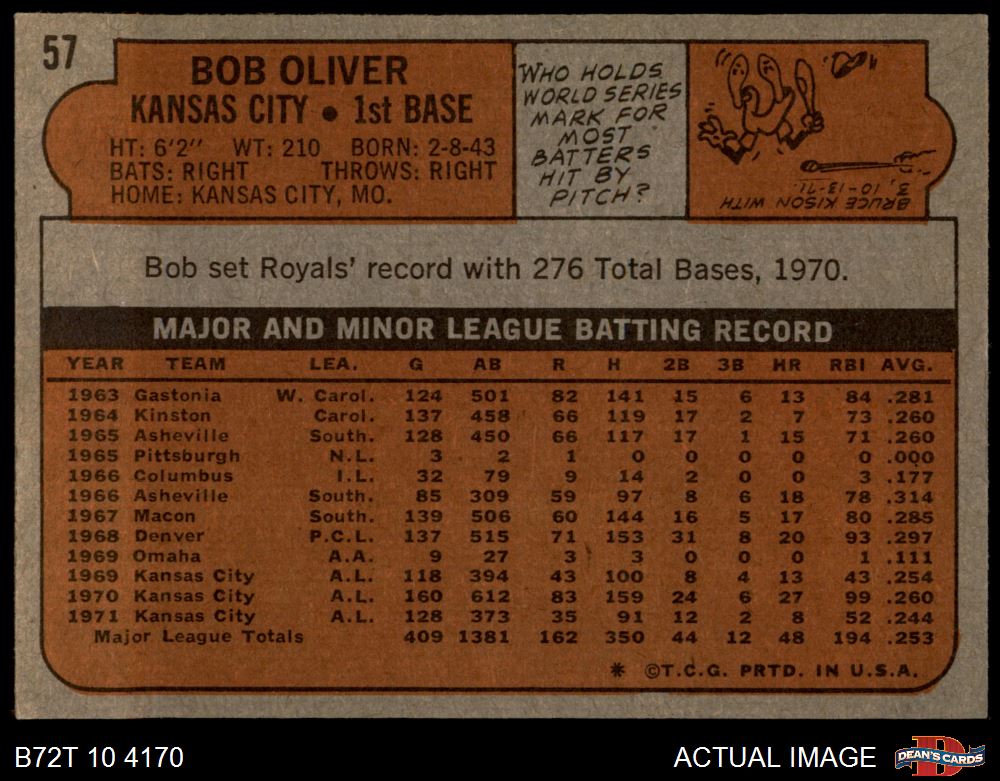 57
BOB OLIVER
KANSAS CITY • 1st BASE
HT: 6'2" WT: 210 BORN: 2-8-43
BATS: RIGHT THROWS: RIGHT
HOME: KANSAS CITY, MO.
WHO HOLDS
WORLD SERIES
MARK FOR
MOST
BATTERS
HIT BY
PITCH?
BRUCE KISON WITH
3, 10-13-71.
Bob set Royals' record with 276 Total Bases, 1970.
MAJOR AND MINOR LEAGUE BATTING RECORD
YEAR TEAM LEA. G AB R H 2B 3B HR RBI AVG.
1963 Gastonia W. Carol. 124 501 82 141 15 6 13 84 .281
1964 Kinston Carol. 137 458 66 119 17 2 7 73 .260
1965 Asheville South. 128 450 66 117 17 1 15 71 .260
1965 Pittsburgh N.L. 3 2 1 0 0 0 0 0 .000
1966 Columbus I.L. 32 79 9 14 2 0 0 3 .177
1966 Asheville South. 85 309 59 97 8 6 18 78 .314
1967 Macon South. 139 506 60 144 16 5 17 80 .285
1968 Denver P.C.L. 137 515 71 153 31 8 20 93 .297
1969 Omaha A.A. 9 27 3 3 0 0 0 1 .111
1969 Kansas City A.L. 118 394 43 100 8 4 13 43 .254
1970 Kansas City A.L. 160 612 83 159 24 6 27 99 .260
1971 Kansas City A.L. 128 373 35 91 12 2 8 52 .244
Major League Totals 409 1381 162 350 44 12 48 194 .253
* ©T.C.G. PRTD. IN U.S.A.
B72T 10 4170
ACTUAL IMAGE
D
DEAN'S CARDS